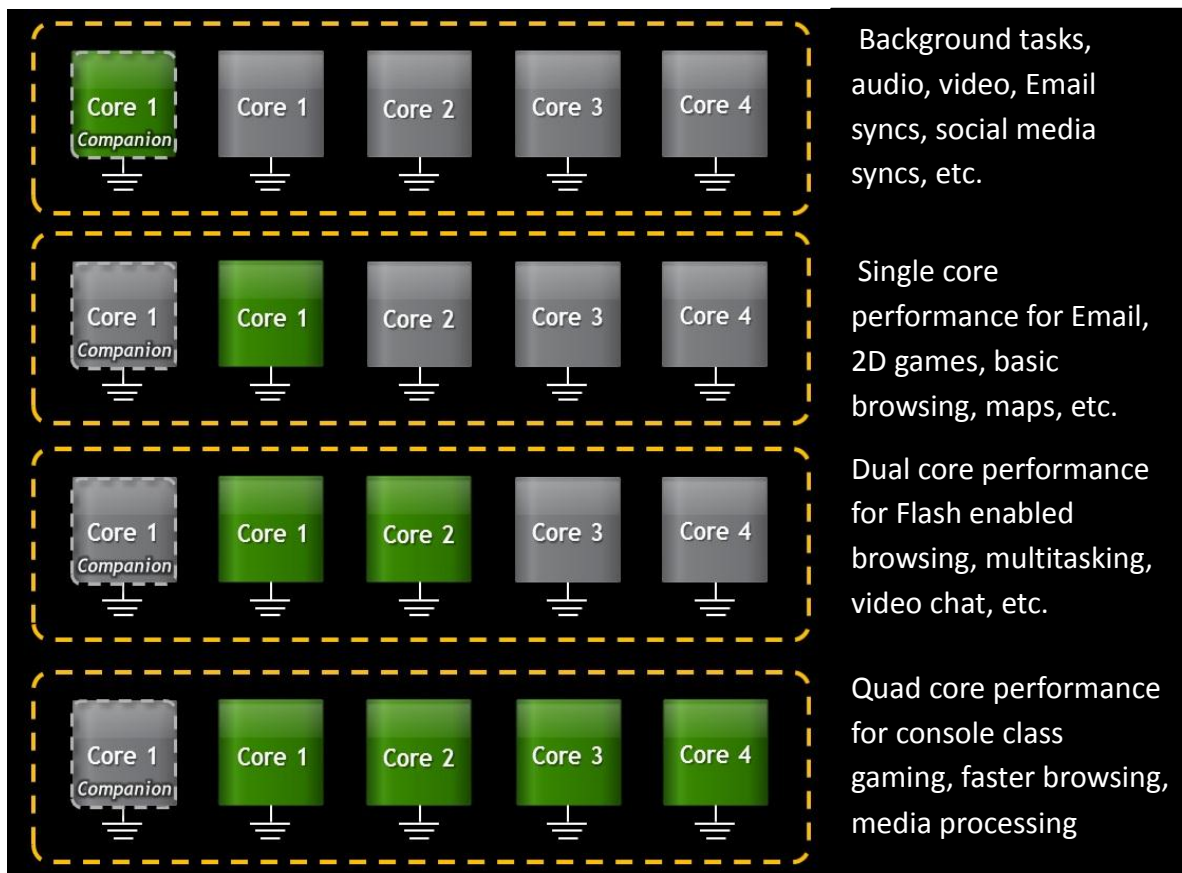 Core 1
Companion
Core 1
Core 2
Core 3
Core 4
Background tasks,
audio, video, Email
syncs, social media
syncs, etc.
Core 1
Companion
Core 1
Core 2
Core 3
Core 4
Single core
performance for Email,
2D games, basic
browsing, maps, etc.
Core 1
Companion
Core 1
Core 2
Core 3
Core 4
Dual core performance
for Flash enabled
browsing, multitasking,
video chat, etc.
Core 1
Companion
Core 1
Core 2
Core 3
Core 4
Quad core performance
for console class
gaming, faster browsing,
media processing